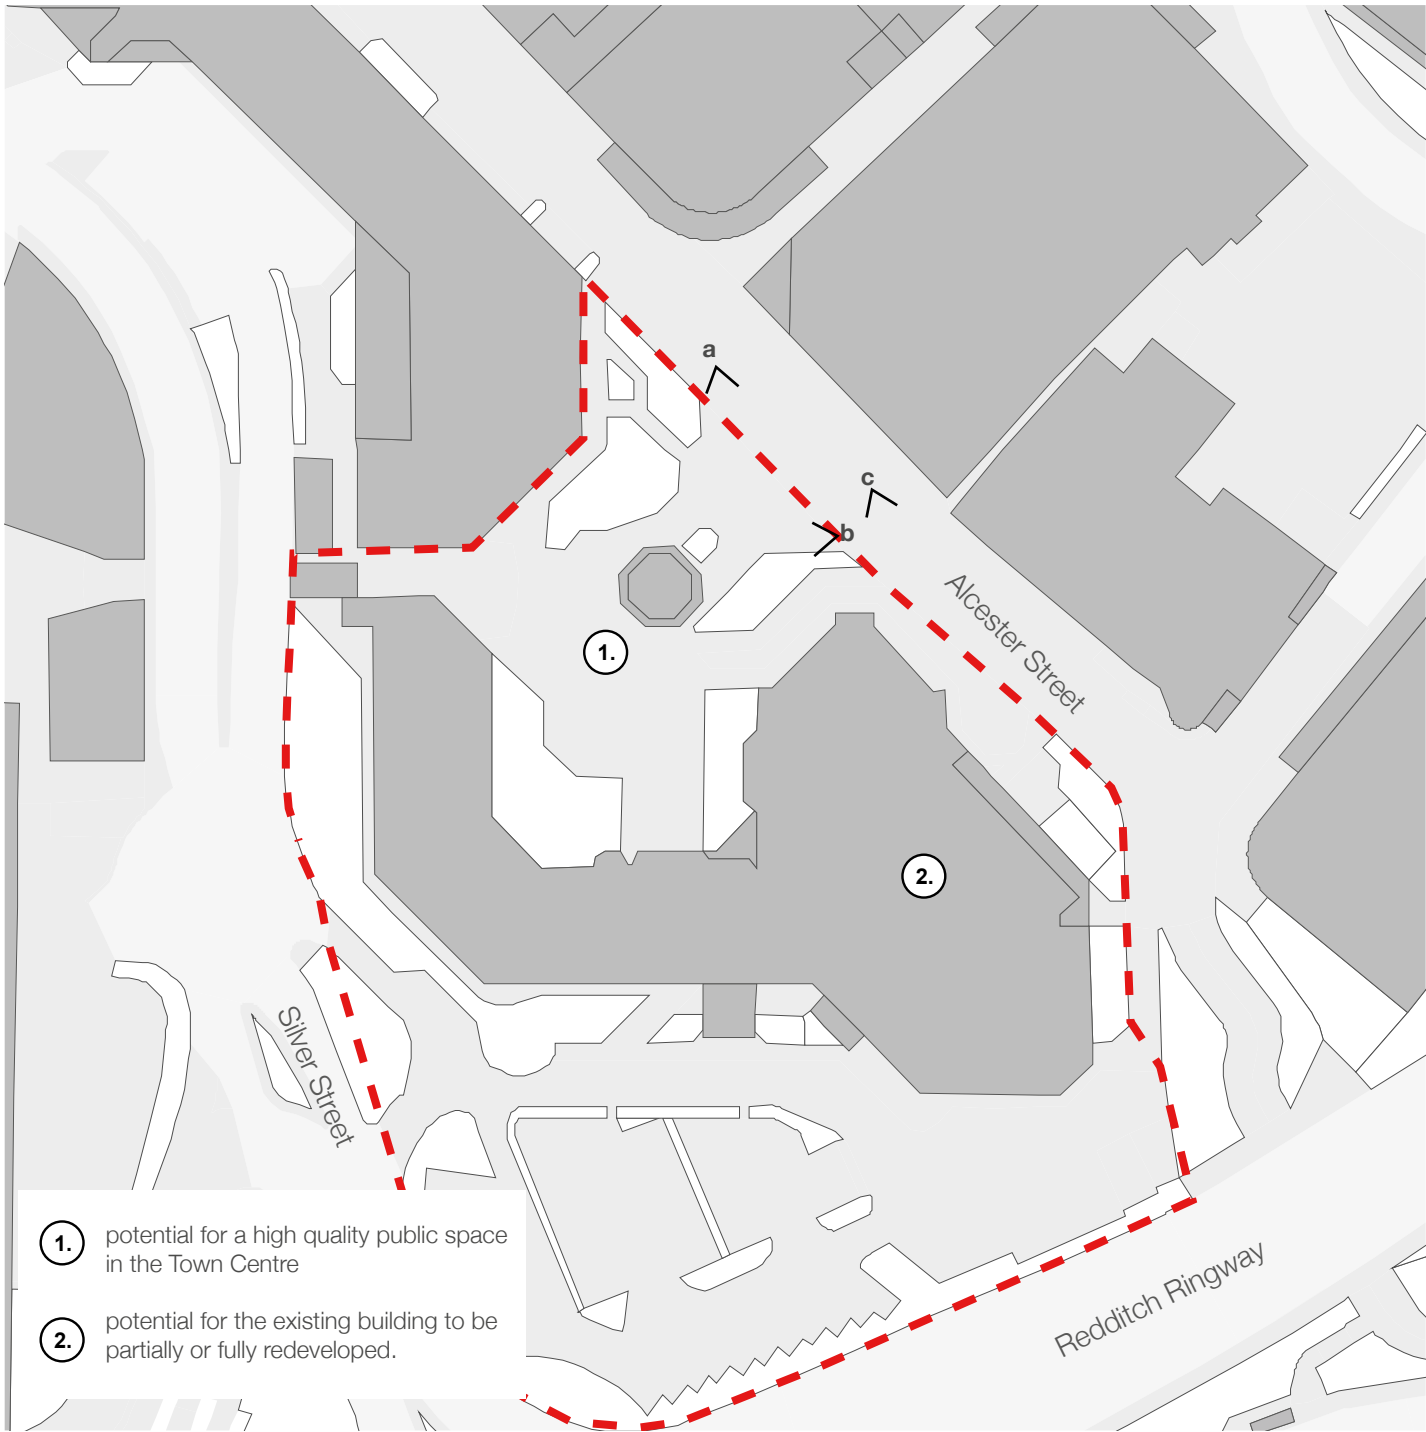 a
c
b
Alcester Street
1.
2.
Silver Street
Redditch Ringway
1.
potential for a high quality public space
in the Town Centre
2.
potential for the existing building to be
partially or fully redeveloped.